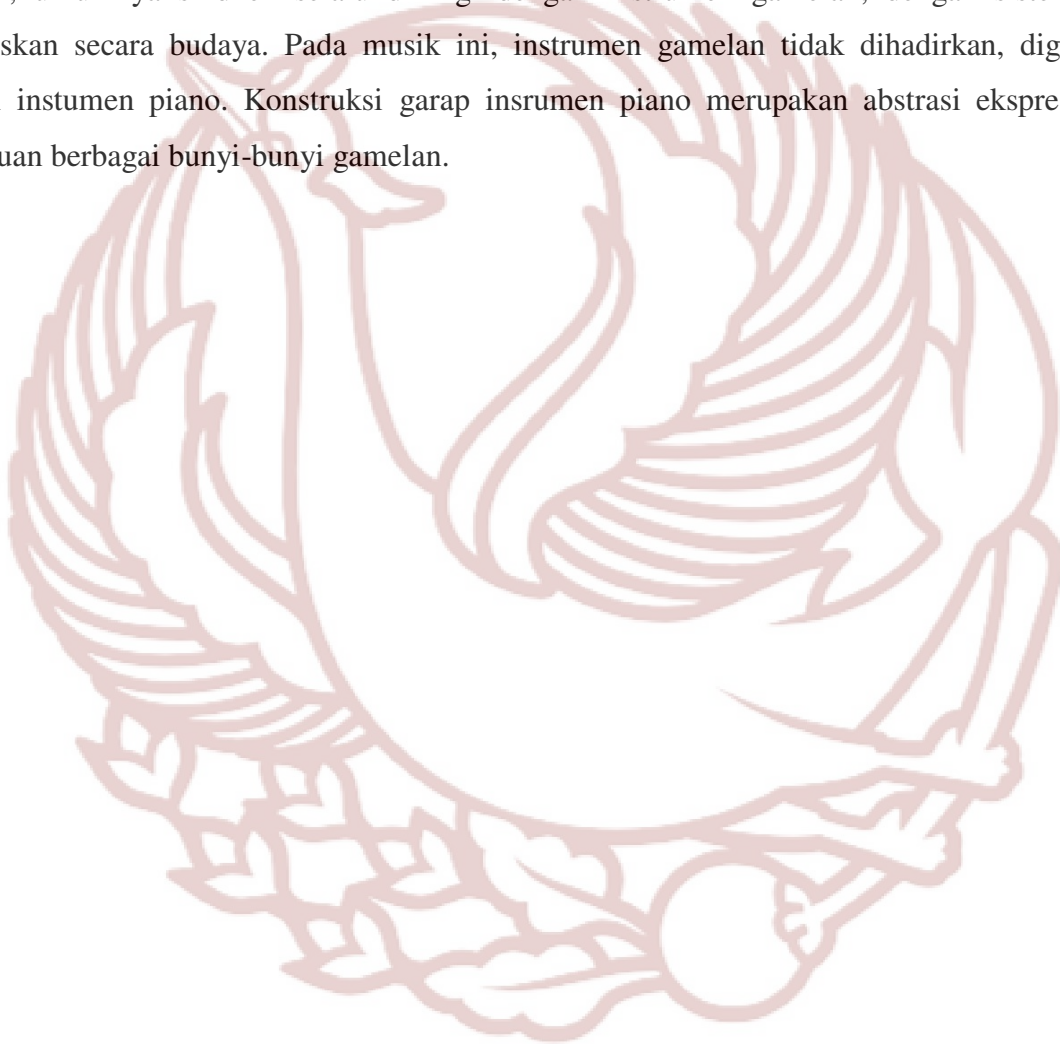 dengan
skan secara budaya. Pada musik ini, instrumen gamelan tidak dihadirkan, dig
instumen piano. Konstruksi garap insrumen piano merupakan abstrasi ekspre
uan berbagai bunyi-bunyi gamelan.